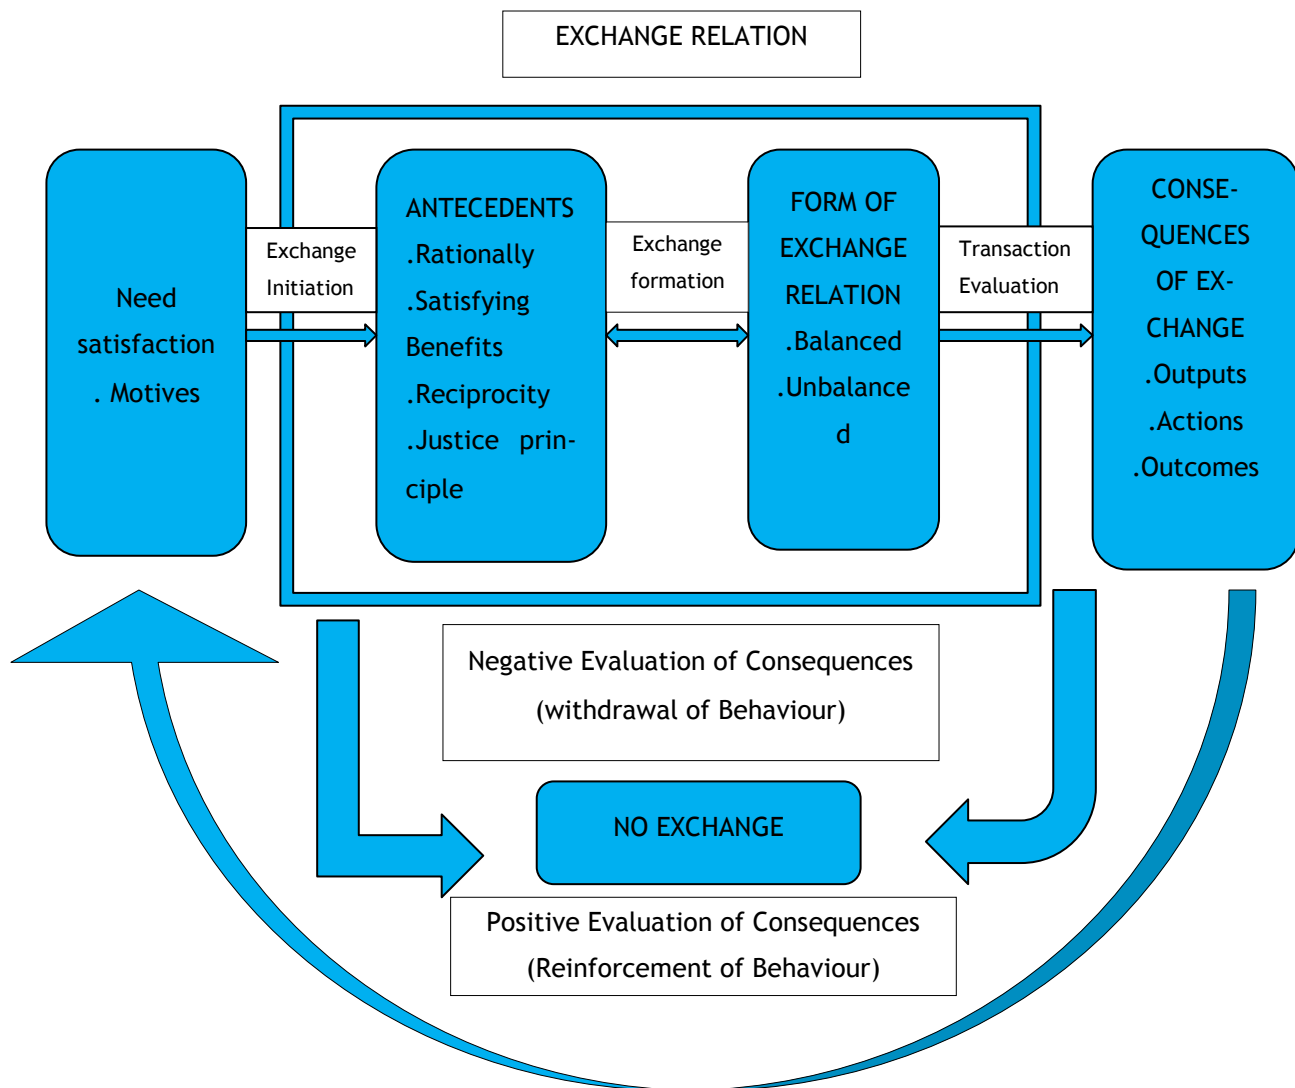 EXCHANGE RELATION
Need
satisfaction
. Motives
Exchange
Initiation
ANTECEDENTS
.Rationally
.Satisfying
Benefits
.Reciprocity
.Justice prin-
ciple
Exchange
formation
FORM OF
EXCHANGE
RELATION
.Balanced
.Unbalance
d
Transaction
Evaluation
CONSE-
QUENCES
OF EX-
CHANGE
.Outputs
.Actions
.Outcomes
Negative Evaluation of Consequences
(withdrawal of Behaviour)
NO EXCHANGE
Positive Evaluation of Consequences
(Reinforcement of Behaviour)